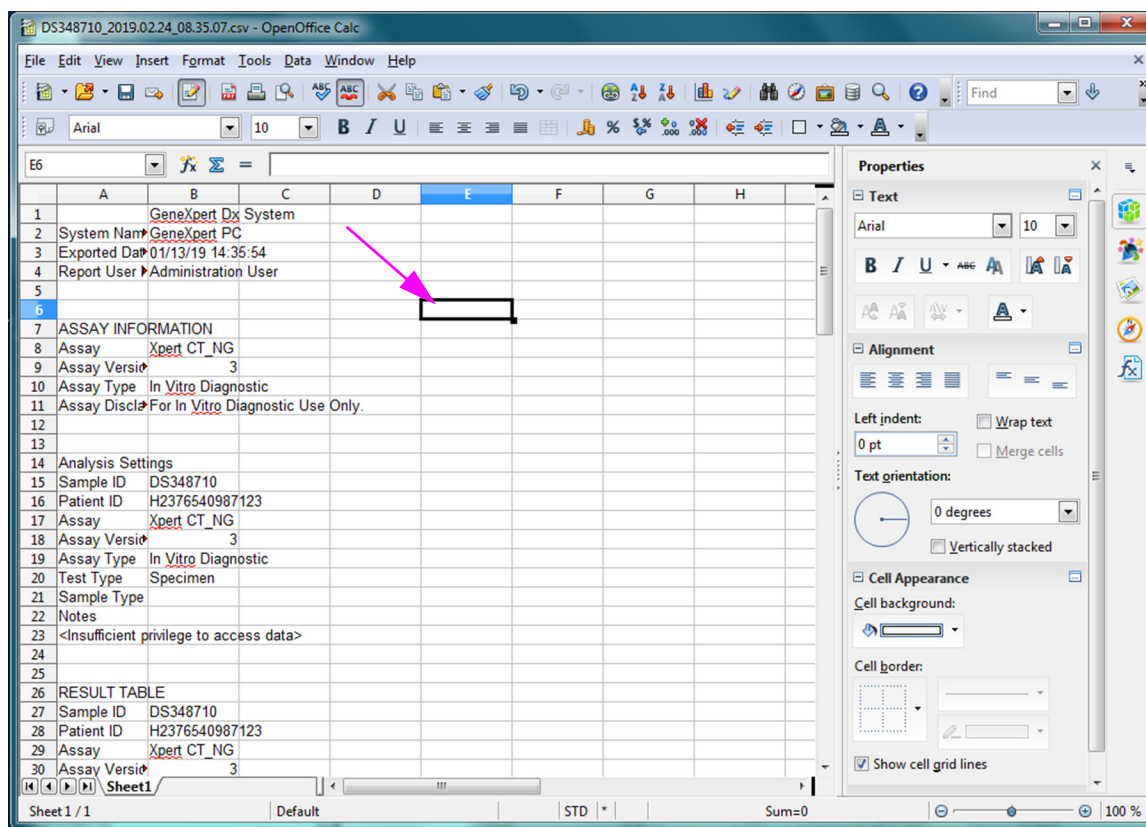 DS348710_2019.02.24_08.35.07.csv - OpenOffice Calc
File Edit View Insert Format Tools Data Window Help
Find
Arial 10
E6
A B C D E F G H
1 GeneXpert Dx System
2 System Nam GeneXpert PC
3 Exported Dat 01/13/19 14:35:54
4 Report User Administration User
5
6
7 ASSAY INFORMATION
8 Assay Xpert CT_NG
9 Assay Versio 3
10 Assay Type In Vitro Diagnostic
11 Assay Discla For In Vitro Diagnostic Use Only.
12
13
14 Analysis Settings
15 Sample ID DS348710
16 Patient ID H2376540987123
17 Assay Xpert CT_NG
18 Assay Versio 3
19 Assay Type In Vitro Diagnostic
20 Test Type Specimen
21 Sample Type
22 Notes
23 <Insufficient privilege to access data>
24
25
26 RESULT TABLE
27 Sample ID DS348710
28 Patient ID H2376540987123
29 Assay Xpert CT_NG
30 Assay Versio 3
Sheet1
Sheet 1 / 1 Default STD * Sum=0 100 %
Properties
Text
Arial 10
Alignment
Left indent:
Wrap text
0 pt
Merge cells
Text orientation:
0 degrees
Vertically stacked
Cell Appearance
Cell background:
Cell border:
Show cell grid lines